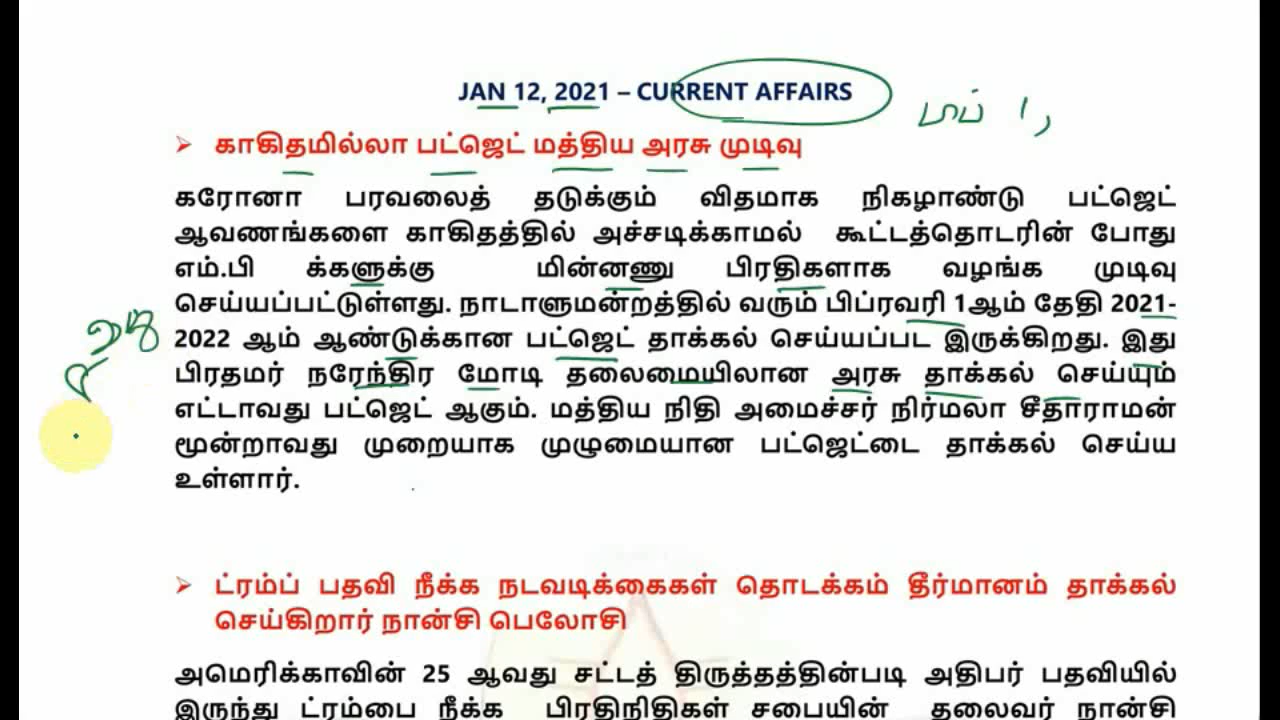 JAN 12, 2021 – CURRENT AFFAIRS
➢ காகிதமில்லா பட்ஜெட் மத்திய அரசு முடிவு
கரோனா பரவலைத் தடுக்கும் விதமாக நிகழாண்டு பட்ஜெட்
ஆவணங்களை காகிதத்தில் அச்சடிக்காமல் கூட்டத்தொடரின் போது
எம்.பி க்களுக்கு மின்னணு பிரதிகளாக வழங்க முடிவு
செய்யப்பட்டுள்ளது. நாடாளுமன்றத்தில் வரும் பிப்ரவரி 1ஆம் தேதி 2021-
2022 ஆம் ஆண்டுக்கான பட்ஜெட் தாக்கல் செய்யப்பட இருக்கிறது. இது
பிரதமர் நரேந்திர மோடி தலைமையிலான அரசு தாக்கல் செய்யும்
எட்டாவது பட்ஜெட் ஆகும். மத்திய நிதி அமைச்சர் நிர்மலா சீதாராமன்
மூன்றாவது முறையாக முழுமையான பட்ஜெட்டை தாக்கல் செய்ய
உள்ளார்.
➢ ட்ரம்ப் பதவி நீக்க நடவடிக்கைகள் தொடக்கம் தீர்மானம் தாக்கல்
செய்கிறார் நான்சி பெலோசி
அமெரிக்காவின் 25 ஆவது சட்டத் திருத்தத்தின்படி அதிபர் பதவியில்
இருந்து ட்ரம்பை நீக்க பிரதிநிதிகள் சபையின் தலைவர் நான்சி